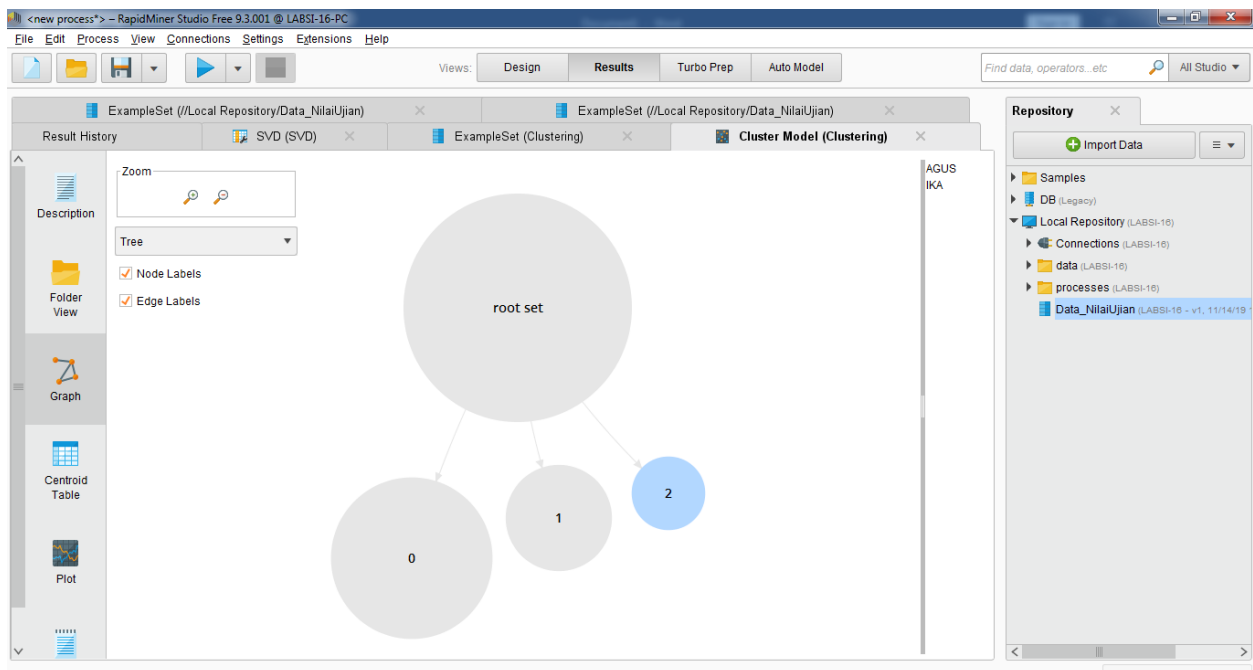 <new process*> – RapidMiner Studio Free 9.3.001 @ LABSI-16-PC
File Edit Process View Connections Settings Extensions Help
Views: Design Results Turbo Prep Auto Model Find data, operators...etc All Studio
ExampleSet (//Local Repository/Data_NilaiUjian) ExampleSet (//Local Repository/Data_NilaiUjian)
Result History SVD (SVD) ExampleSet (Clustering) Cluster Model (Clustering)
Description
Folder
View
Graph
Centroid
Table
Plot
Zoom
Tree
Node Labels
Edge Labels
root set
0
1
2
AGUS
IKA
Repository
Import Data
Samples
DB (Legacy)
Local Repository (LABSI-16)
Connections (LABSI-16)
data (LABSI-16)
processes (LABSI-16)
Data_NilaiUjian (LABSI-16 - v1, 11/14/19